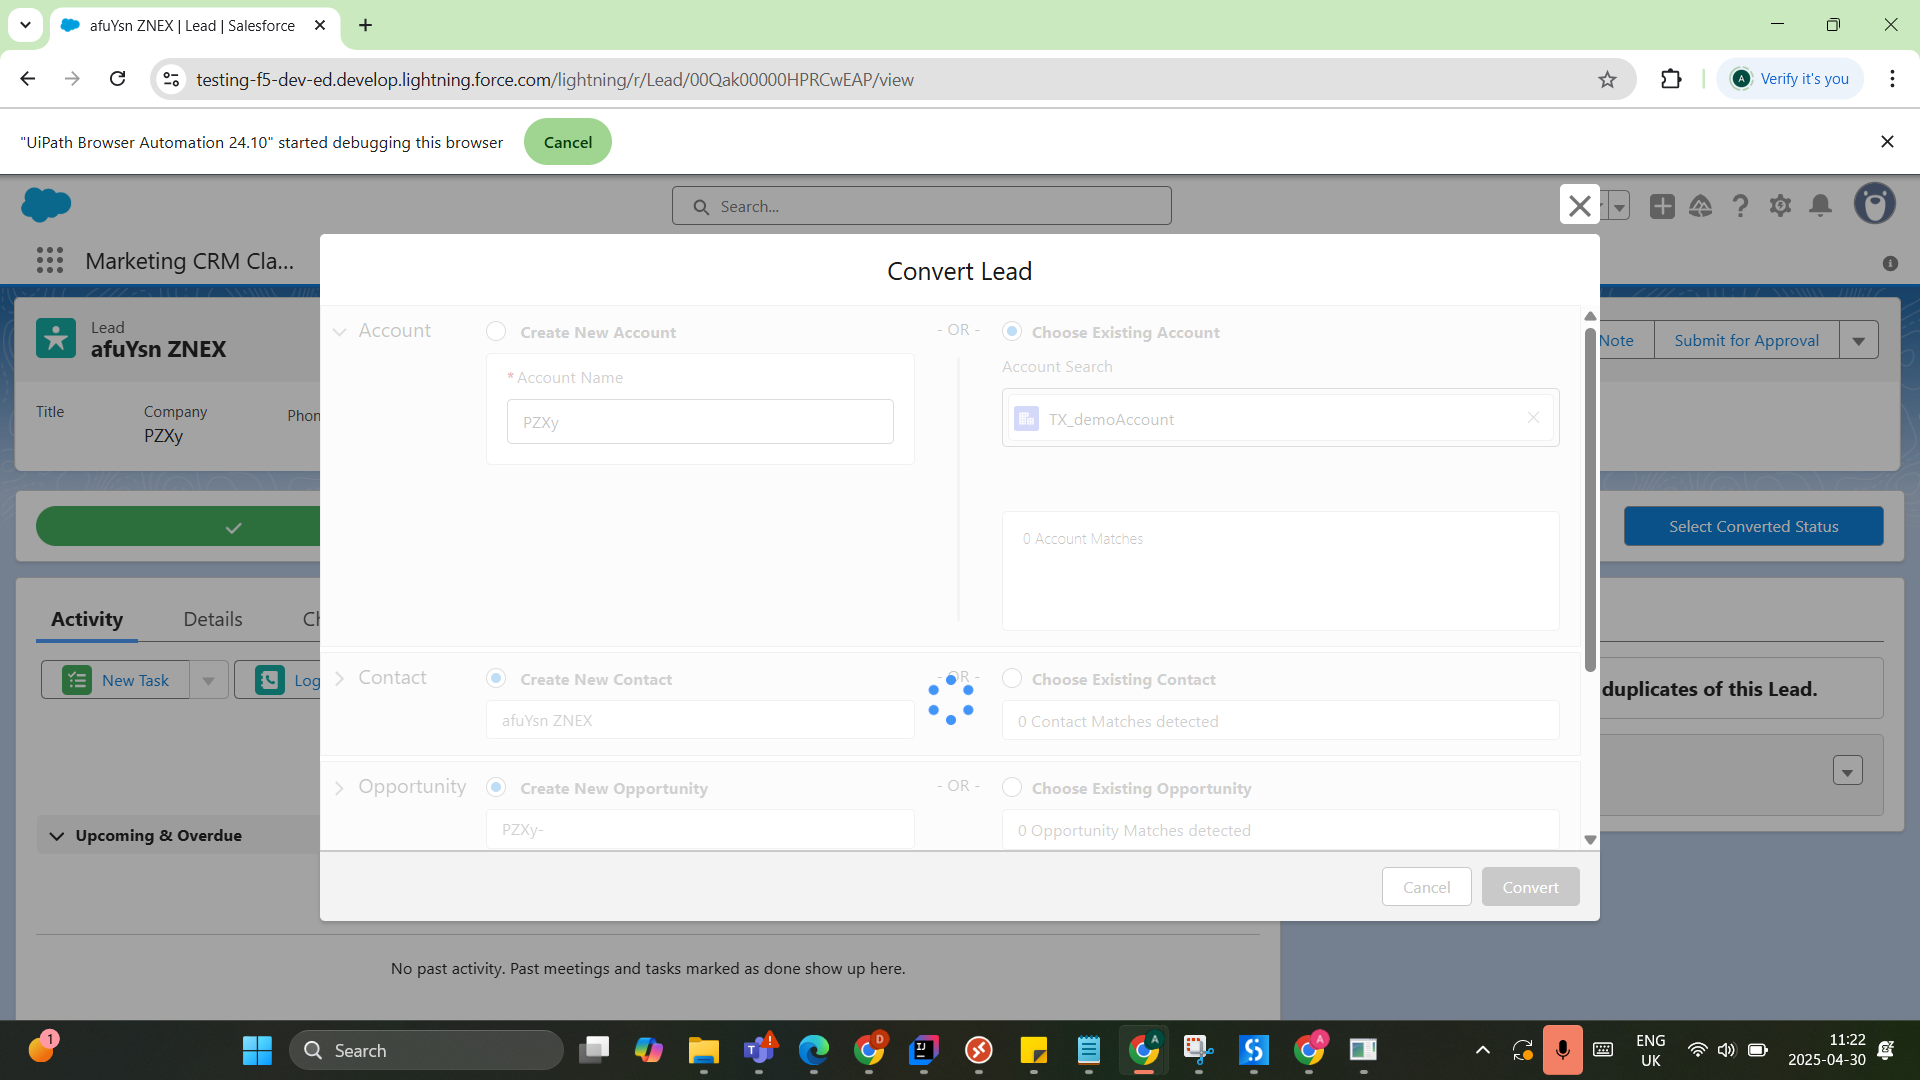 afuYsn ZNEX | Lead | Salesforce
testing-f5-dev-ed.develop.lightning.force.com/lightning/r/Lead/00Qak00000HPRCwEAP/view
A
Verify it's you
"UiPath Browser Automation 24.10" started debugging this browser
Cancel
Search...
Marketing CRM Cla...
Lead
afuYsn ZNEX
Note
Submit for Approval
Title
Company
PZXy
Phon
Select Converted Status
Activity
Details
Ch
New Task
Log
duplicates of this Lead.
Upcoming & Overdue
No past activity. Past meetings and tasks marked as done show up here.
Convert Lead
Account
Create New Account
- OR -
Choose Existing Account
* Account Name
PZXy
Account Search
TX_demoAccount
0 Account Matches
Contact
Create New Contact
- OR -
Choose Existing Contact
afuYsn ZNEX
0 Contact Matches detected
Opportunity
Create New Opportunity
- OR -
Choose Existing Opportunity
PZXy-
0 Opportunity Matches detected
Cancel
Convert
1
Search
D
A
A
ENG
UK
11:22
2025-04-30